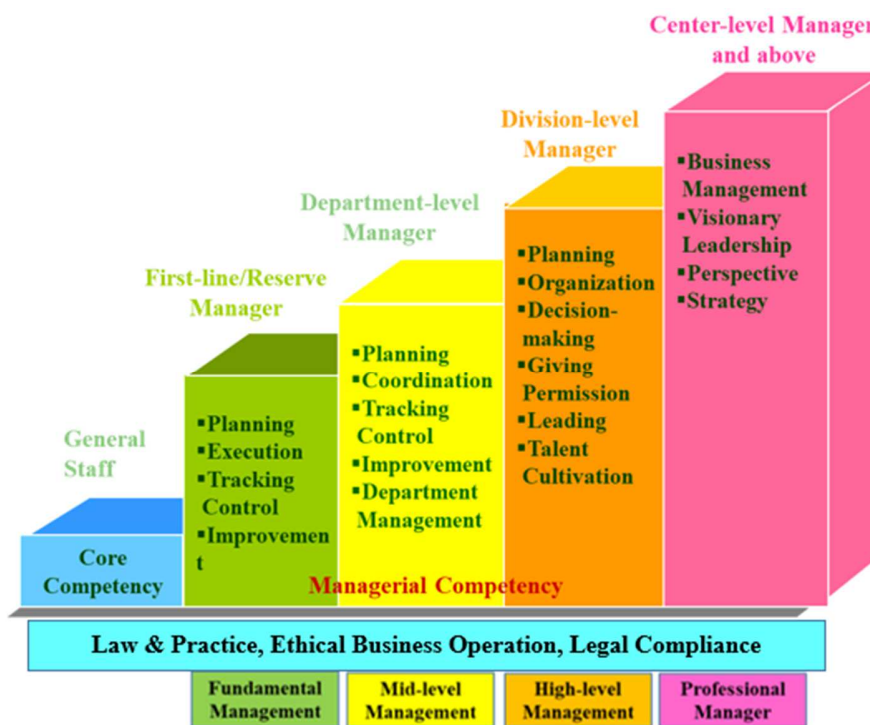 Center-level Manager
and above
Division-level
Manager
Department-level
Manager
First-line/Reserve
Manager
General
Staff
Core
Competency
▪Planning
▪Execution
▪Tracking
Control
▪Improvemen
t
▪Planning
▪Coordination
▪Tracking
Control
▪Improvement
▪Department
Management
▪Planning
▪Organization
▪Decision-
making
▪Giving
Permission
▪Leading
▪Talent
Cultivation
▪Business
Management
▪Visionary
Leadership
▪Perspective
▪Strategy
Managerial Competency
Law & Practice, Ethical Business Operation, Legal Compliance
Fundamental
Management
Mid-level
Management
High-level
Management
Professional
Manager